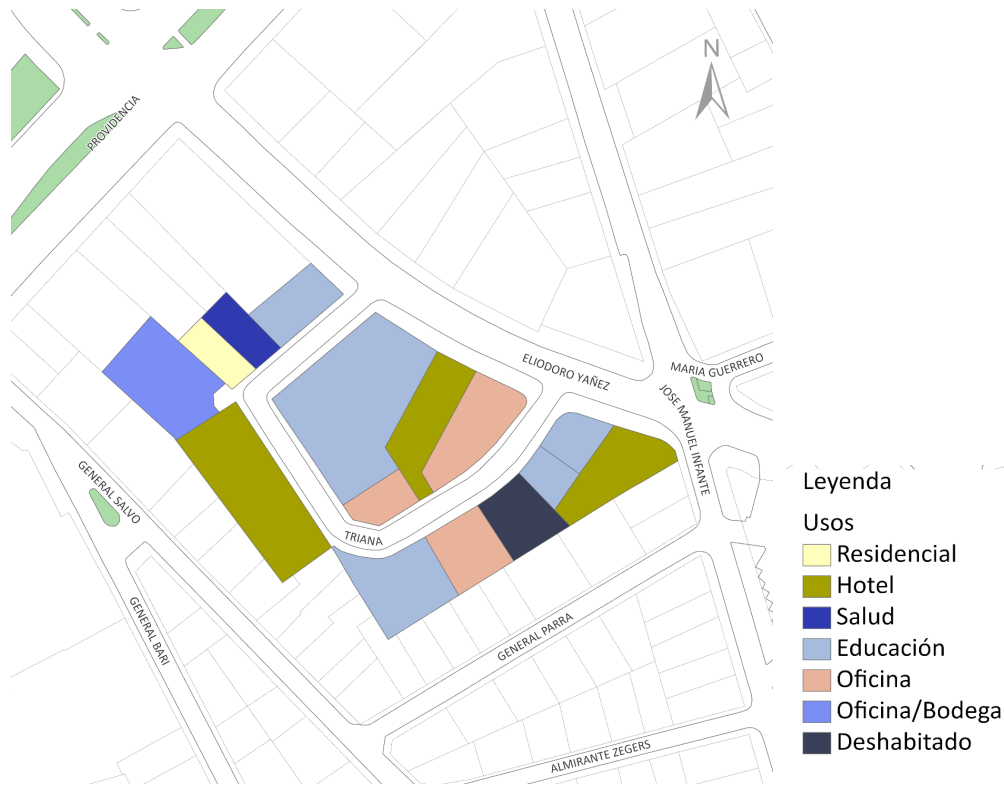 N
PROVIDENCIA
ELIODORO YAÑEZ
MARIA GUERRERO
JOSE MANUEL INFANTE
GENERAL SALVO
TRIANA
GENERAL BARI
GENERAL PARRA
ALMIRANTE ZEGERS
Leyenda
Usos
Residencial
Hotel
Salud
Educación
Oficina
Oficina/Bodega
Deshabitado